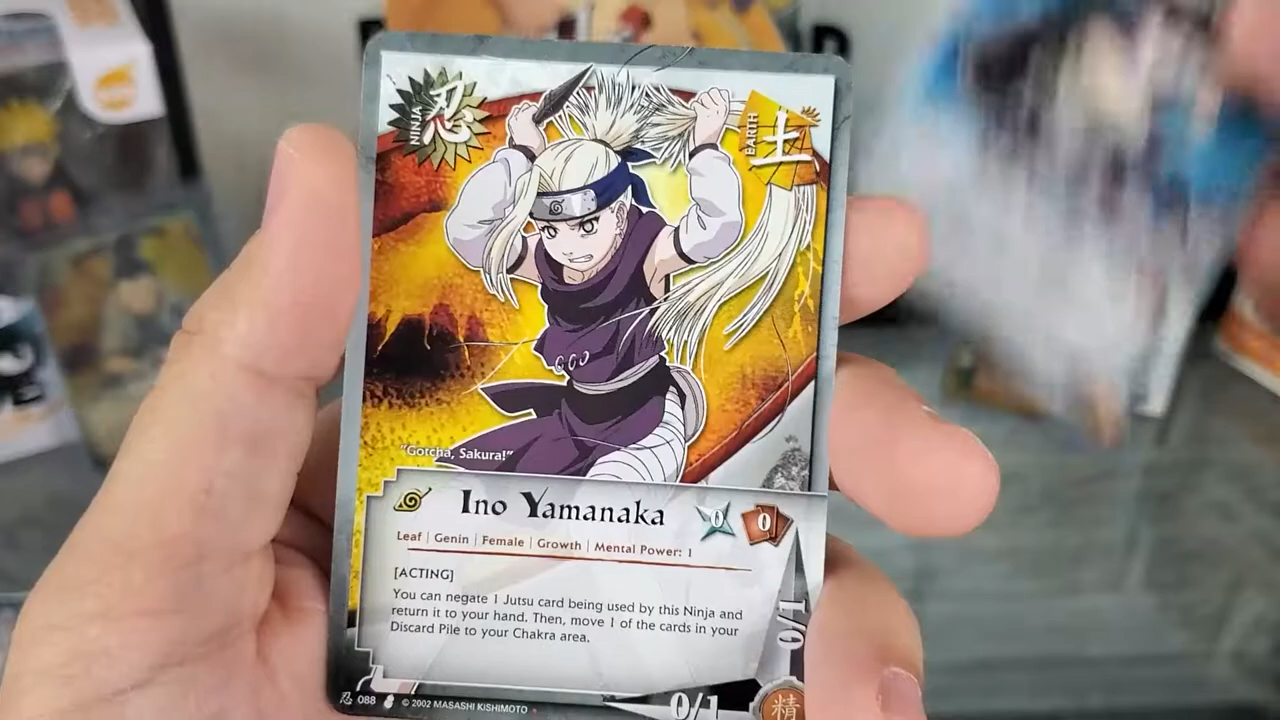 忍
NINJA
土
EARTH
"Gotcha, Sakura!"
Ino Yamanaka
0
0
Leaf | Genin | Female | Growth | Mental Power: 1
[ACTING]
You can negate 1 Jutsu card being used by this Ninja and
return it to your hand. Then, move 1 of the cards in your
Discard Pile to your Chakra area.
0/1
0/1
精
忍 088 © 2002 MASASHI KISHIMOTO